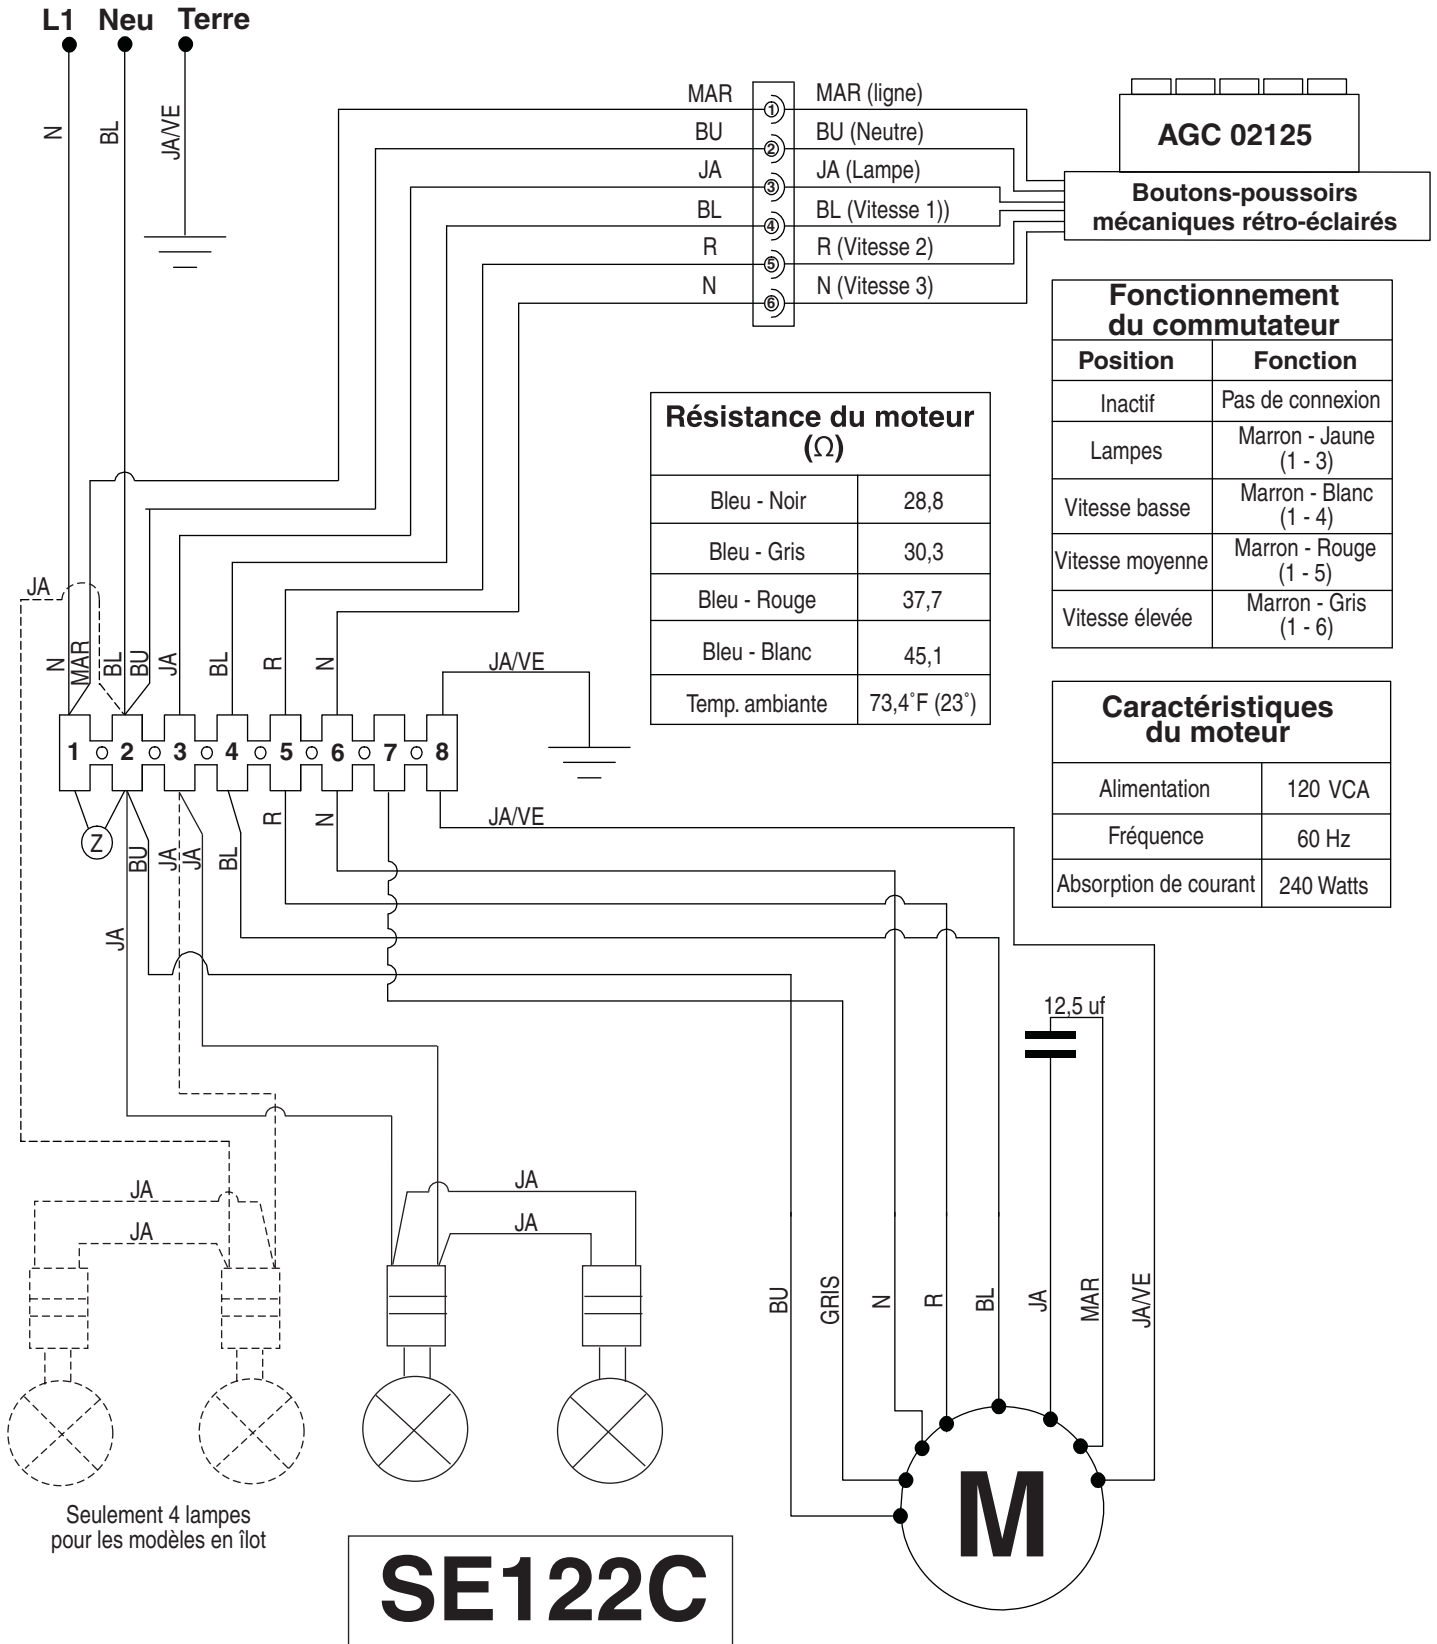 L1 Neu Terre
N
BL
JA/VE
MAR
BU
JA
BL
R
N
1
2
3
4
5
6
MAR (ligne)
BU (Neutre)
JA (Lampe)
BL (Vitesse 1))
R (Vitesse 2)
N (Vitesse 3)
AGC 02125
Boutons-poussoirs
mécaniques rétro-éclairés
Fonctionnement
du commutateur
Position Fonction
Inactif Pas de connexion
Lampes Marron - Jaune
(1 - 3)
Vitesse basse Marron - Blanc
(1 - 4)
Vitesse moyenne Marron - Rouge
(1 - 5)
Vitesse élevée Marron - Gris
(1 - 6)
Résistance du moteur
(Ω)
Bleu - Noir 28,8
Bleu - Gris 30,3
Bleu - Rouge 37,7
Bleu - Blanc 45,1
Temp. ambiante 73,4˚F (23˚)
Caractéristiques
du moteur
Alimentation 120 VCA
Fréquence 60 Hz
Absorption de courant 240 Watts
JA
N
MAR
BL
BU
JA
BL
R
N
JA/VE
1 2 3 4 5 6 7 8
Z
BU
JA
JA
BL
R
N
JA/VE
JA
12,5 uf
JA
JA
JA
JA
BU
GRIS
N
R
BL
JA
MAR
JA/VE
M
Seulement 4 lampes
pour les modèles en îlot
SE122C